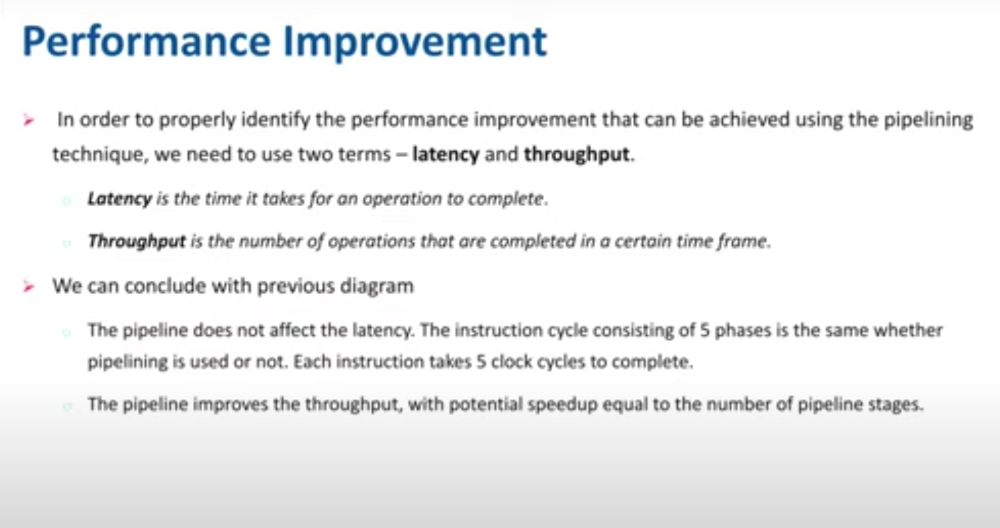 Performance Improvement
In order to properly identify the performance improvement that can be achieved using the pipelining
technique, we need to use two terms – latency and throughput.
Latency is the time it takes for an operation to complete.
Throughput is the number of operations that are completed in a certain time frame.
We can conclude with previous diagram
The pipeline does not affect the latency. The instruction cycle consisting of 5 phases is the same whether
pipelining is used or not. Each instruction takes 5 clock cycles to complete.
The pipeline improves the throughput, with potential speedup equal to the number of pipeline stages.